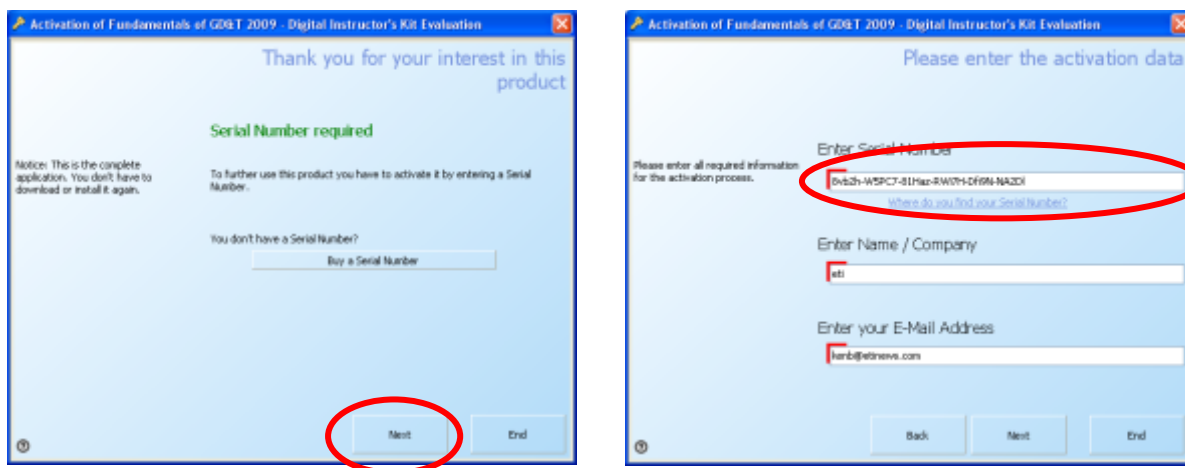 Activation of Fundamentals of GD&T 2009 - Digital Instructor's Kit Evaluation
Thank you for your interest in this
product
Serial Number required
Notice: This is the complete
application. You don't have to
download or install it again.
To further use this product you have to activate it by entering a Serial
Number.
You don't have a Serial Number?
Buy a Serial Number
Next
End
Activation of Fundamentals of GD&T 2009 - Digital Instructor's Kit Evaluation
Please enter the activation data
Please enter all required information
for the activation process.
Enter Serial Number
Where do you find your Serial Number?
Enter Name / Company
eti
Enter your E-Mail Address
Back
Next
End